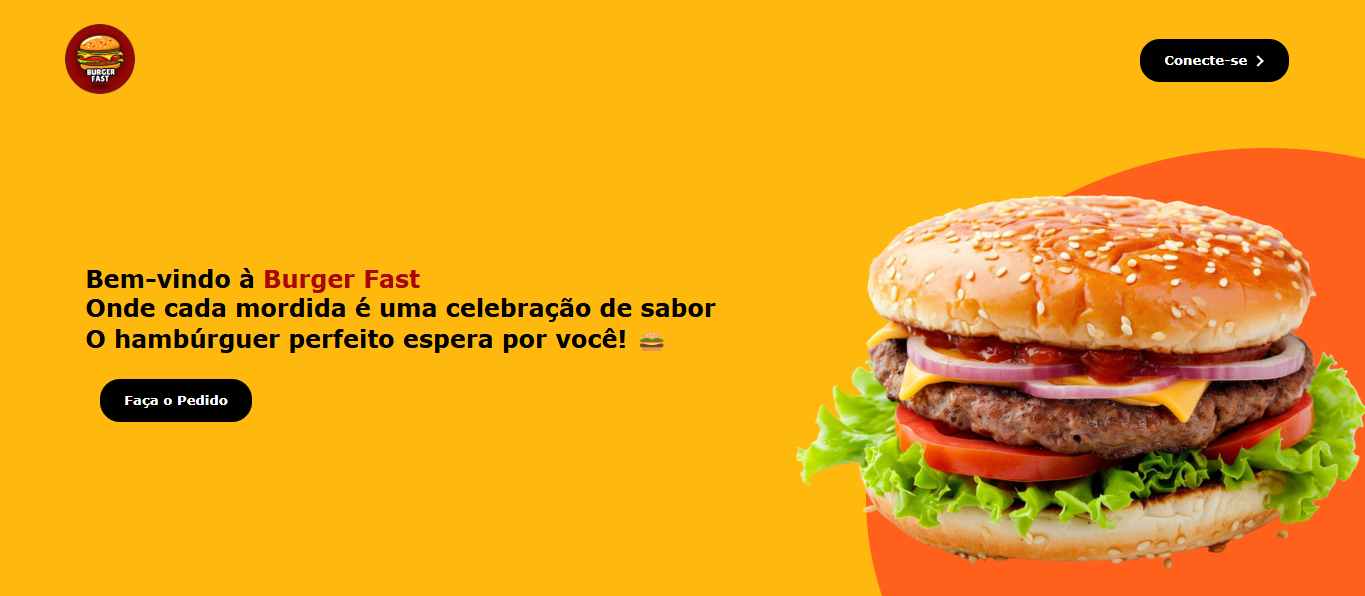 BURGER
FAST
Conecte-se
Bem-vindo à Burger Fast
Onde cada mordida é uma celebração de sabor
O hambúrguer perfeito espera por você! 🍔
Faça o Pedido